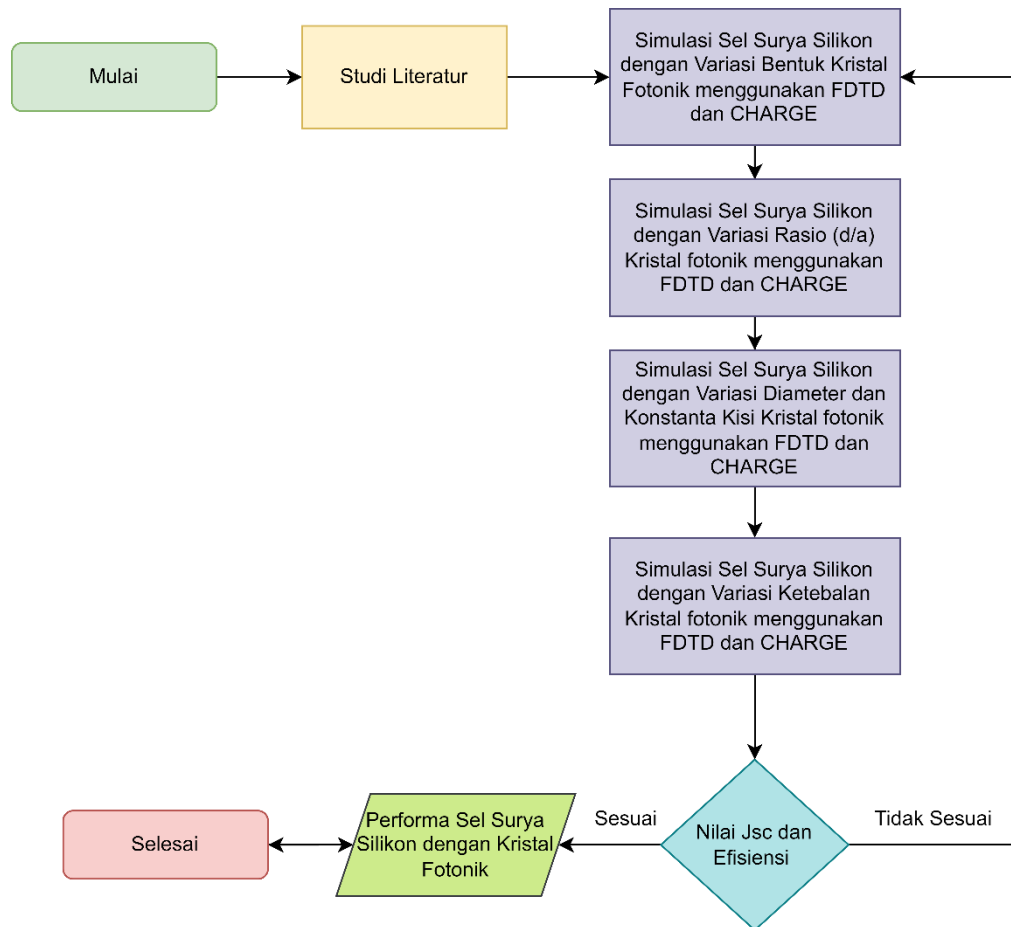 Mulai
Studi Literatur
Simulasi Sel Surya Silikon
dengan Variasi Bentuk Kristal
Fotonik menggunakan FDTD
dan CHARGE
Simulasi Sel Surya Silikon
dengan Variasi Rasio (d/a)
Kristal fotonik menggunakan
FDTD dan CHARGE
Simulasi Sel Surya Silikon
dengan Variasi Diameter dan
Konstanta Kisi Kristal fotonik
menggunakan FDTD dan
CHARGE
Simulasi Sel Surya Silikon
dengan Variasi Ketebalan
Kristal fotonik menggunakan
FDTD dan CHARGE
Nilai Jsc dan
Efisiensi
Tidak Sesuai
Sesuai
Performa Sel Surya
Silikon dengan Kristal
Fotonik
Selesai